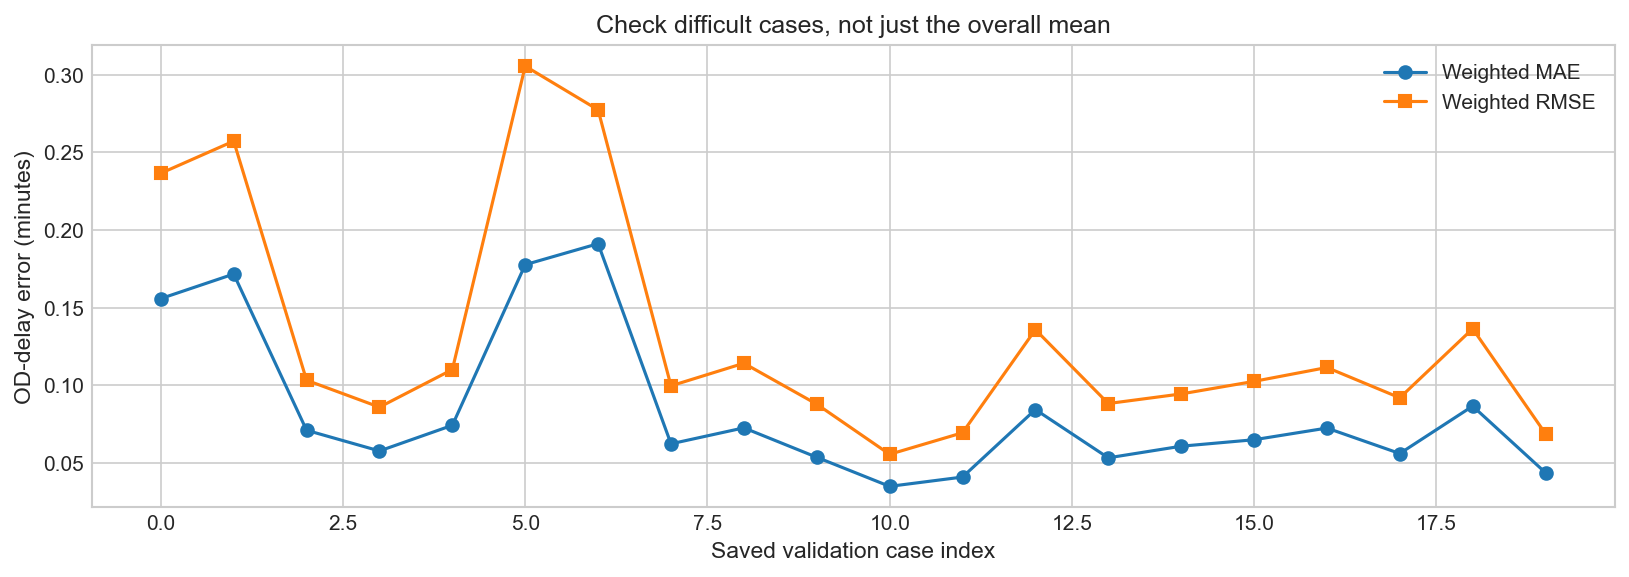 Check difficult cases, not just the overall mean
Weighted MAE
Weighted RMSE
OD-delay error (minutes)
0.30
0.25
0.20
0.15
0.10
0.05
0.0 2.5 5.0 7.5 10.0 12.5 15.0 17.5
Saved validation case index